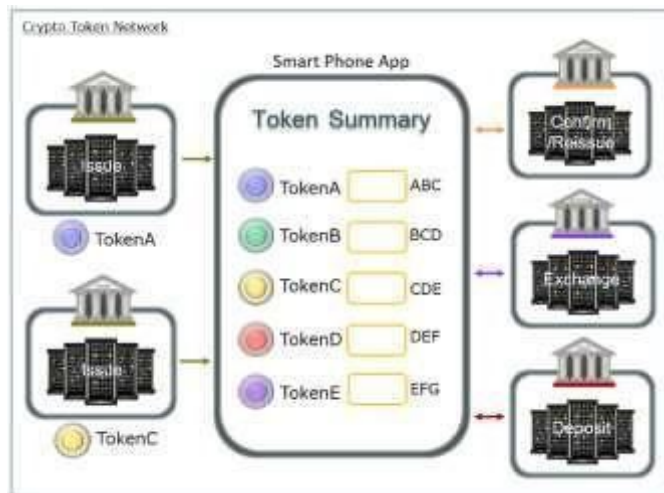 Crypto Token Network
Smart Phone App
Token Summary
Issue
TokenA
Issue
TokenC
TokenA ABC
TokenB BCD
TokenC CDE
TokenD DEF
TokenE EFG
Confirm
/Reissue
Exchange
Deposit